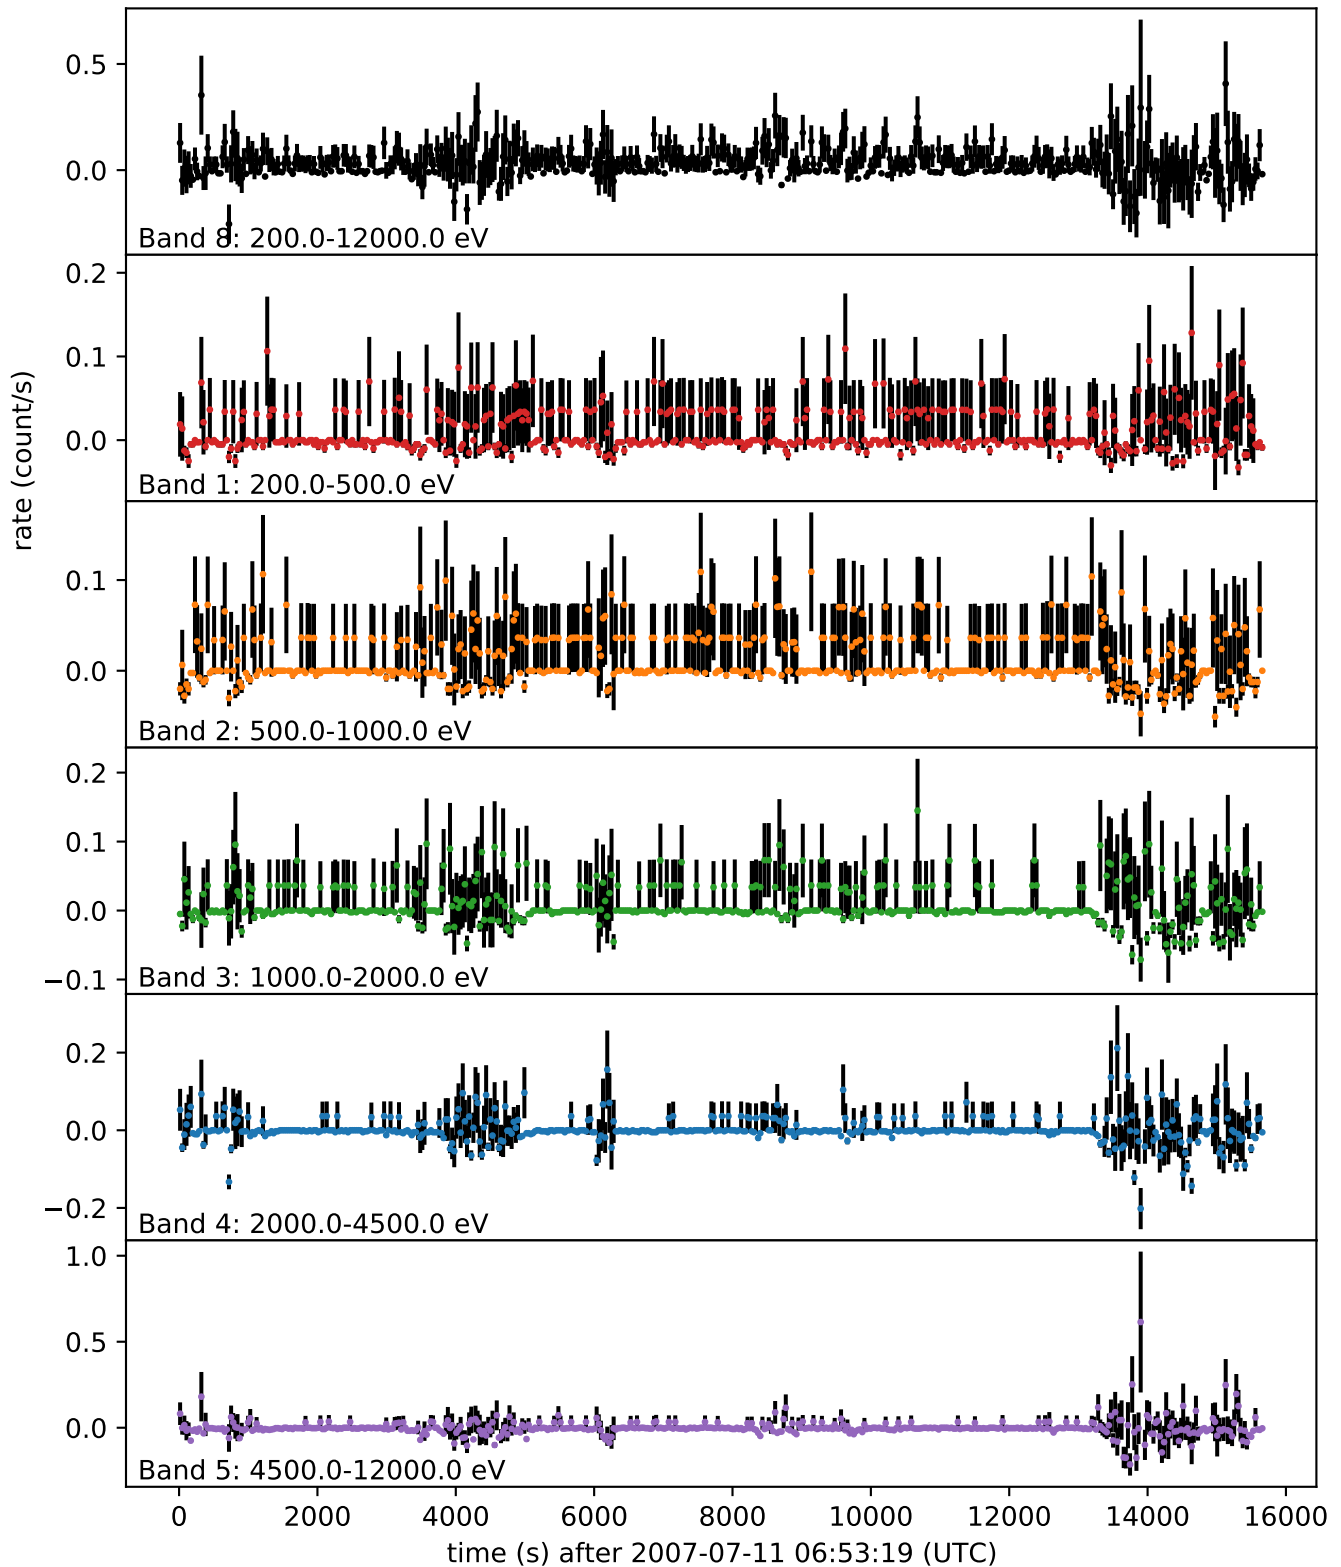 0.5
0.0
Band 8: 200.0-12000.0 eV
0.2
0.1
0.0
Band 1: 200.0-500.0 eV
rate (count/s)
0.1
0.0
Band 2: 500.0-1000.0 eV
0.2
0.1
0.0
−0.1
Band 3: 1000.0-2000.0 eV
0.2
0.0
−0.2
Band 4: 2000.0-4500.0 eV
1.0
0.5
0.0
Band 5: 4500.0-12000.0 eV
0 2000 4000 6000 8000 10000 12000 14000 16000
time (s) after 2007-07-11 06:53:19 (UTC)